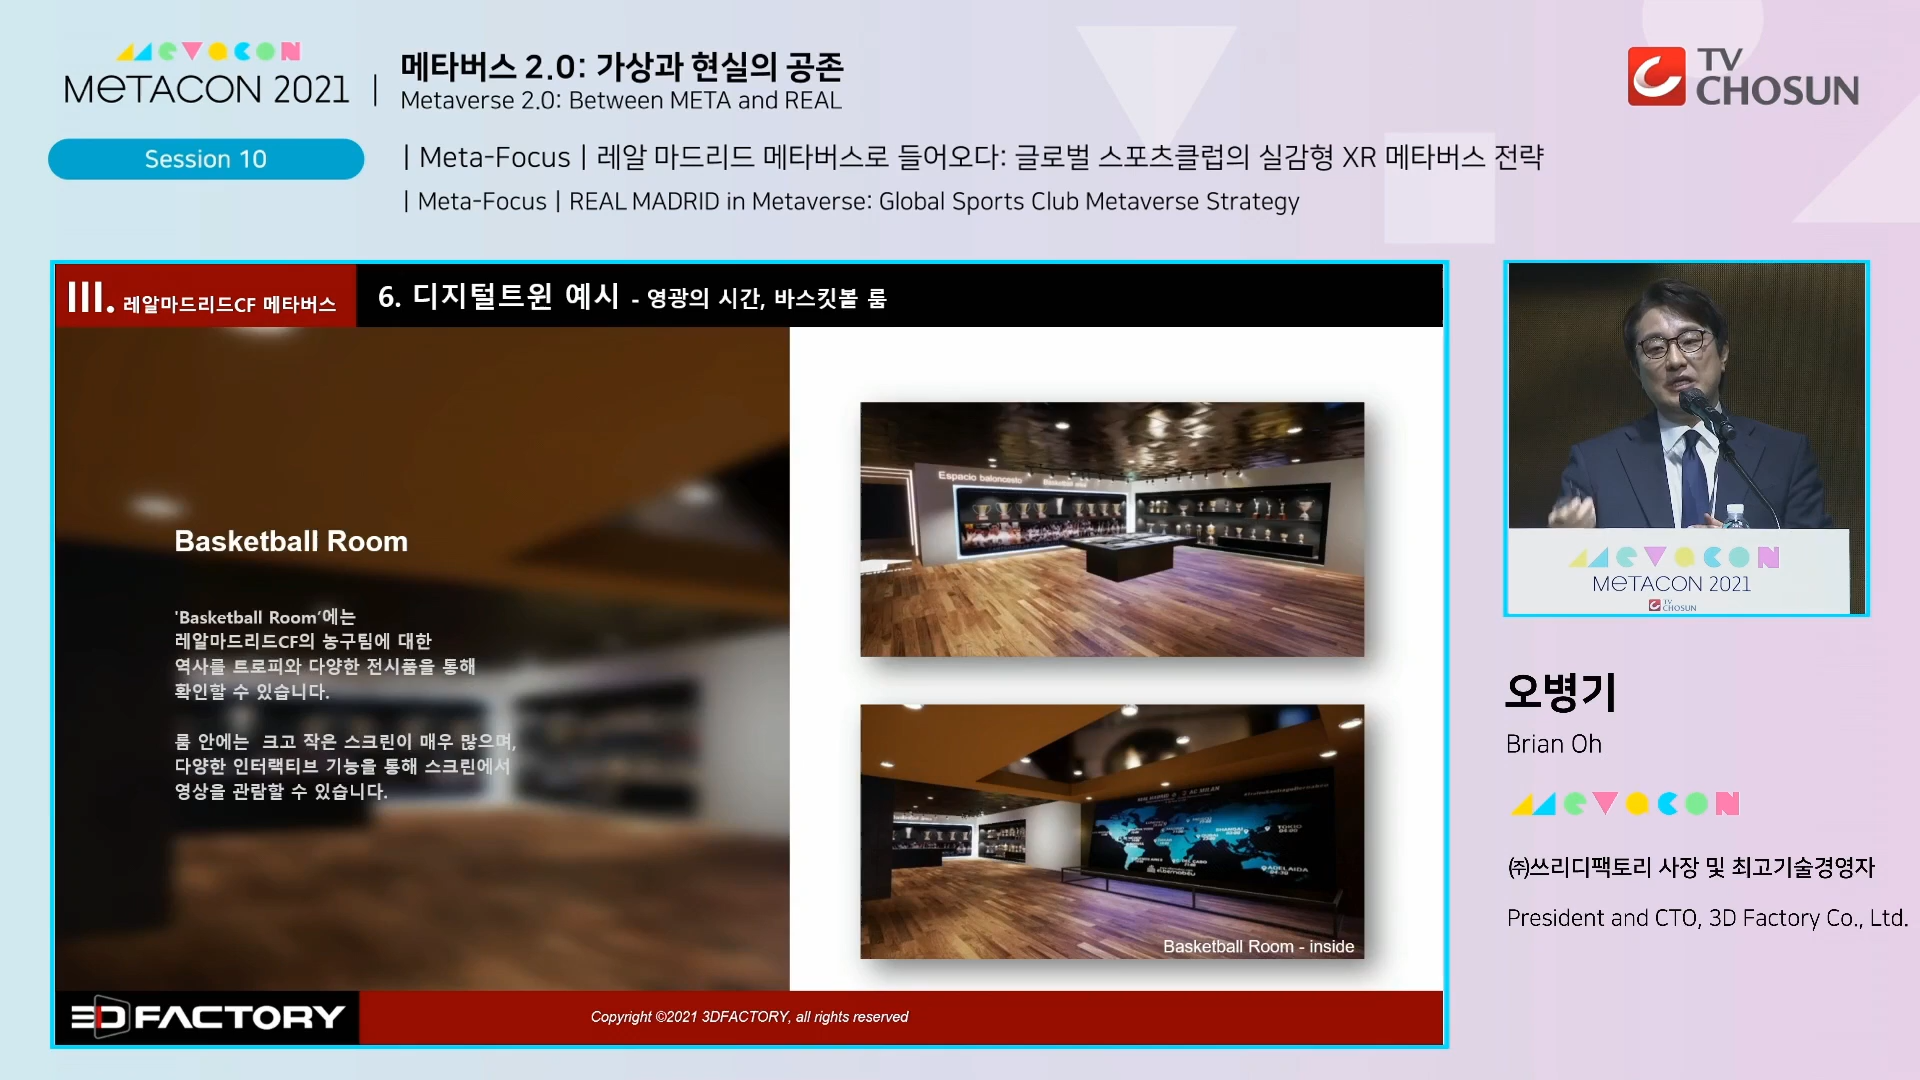 METACON 2021
메타버스 2.0: 가상과 현실의 공존
Metaverse 2.0: Between META and REAL
TV CHOSUN
Session 10
| Meta-Focus | 레알 마드리드 메타버스로 들어오다: 글로벌 스포츠클럽의 실감형 XR 메타버스 전략
| Meta-Focus | REAL MADRID in Metaverse: Global Sports Club Metaverse Strategy
III. 레알마드리드CF 메타버스
6. 디지털트윈 예시 - 영광의 시간, 바스킷볼 룸
Basketball Room
'Basketball Room'에는
레알마드리드CF의 농구팀에 대한
역사를 트로피와 다양한 전시품을 통해
확인할 수 있습니다.
룸 안에는 크고 작은 스크린이 매우 많으며,
다양한 인터랙티브 기능을 통해 스크린에서
영상을 관람할 수 있습니다.
Espacio baloncesto
TOKIO
SHANGAI
ADELAIDA
Basketball Room - inside
3DFACTORY
Copyright ©2021 3DFACTORY, all rights reserved
METACON 2021
TV CHOSUN
오병기
Brian Oh
㈜쓰리디팩토리 사장 및 최고기술경영자
President and CTO, 3D Factory Co., Ltd.